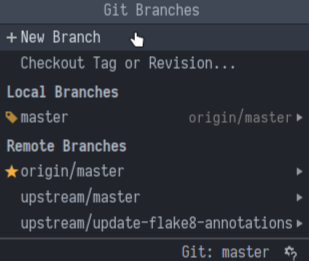 Git Branches
+ New Branch
Checkout Tag or Revision...
Local Branches
master origin/master
Remote Branches
origin/master
upstream/master
upstream/update-flake8-annotations
Git: master